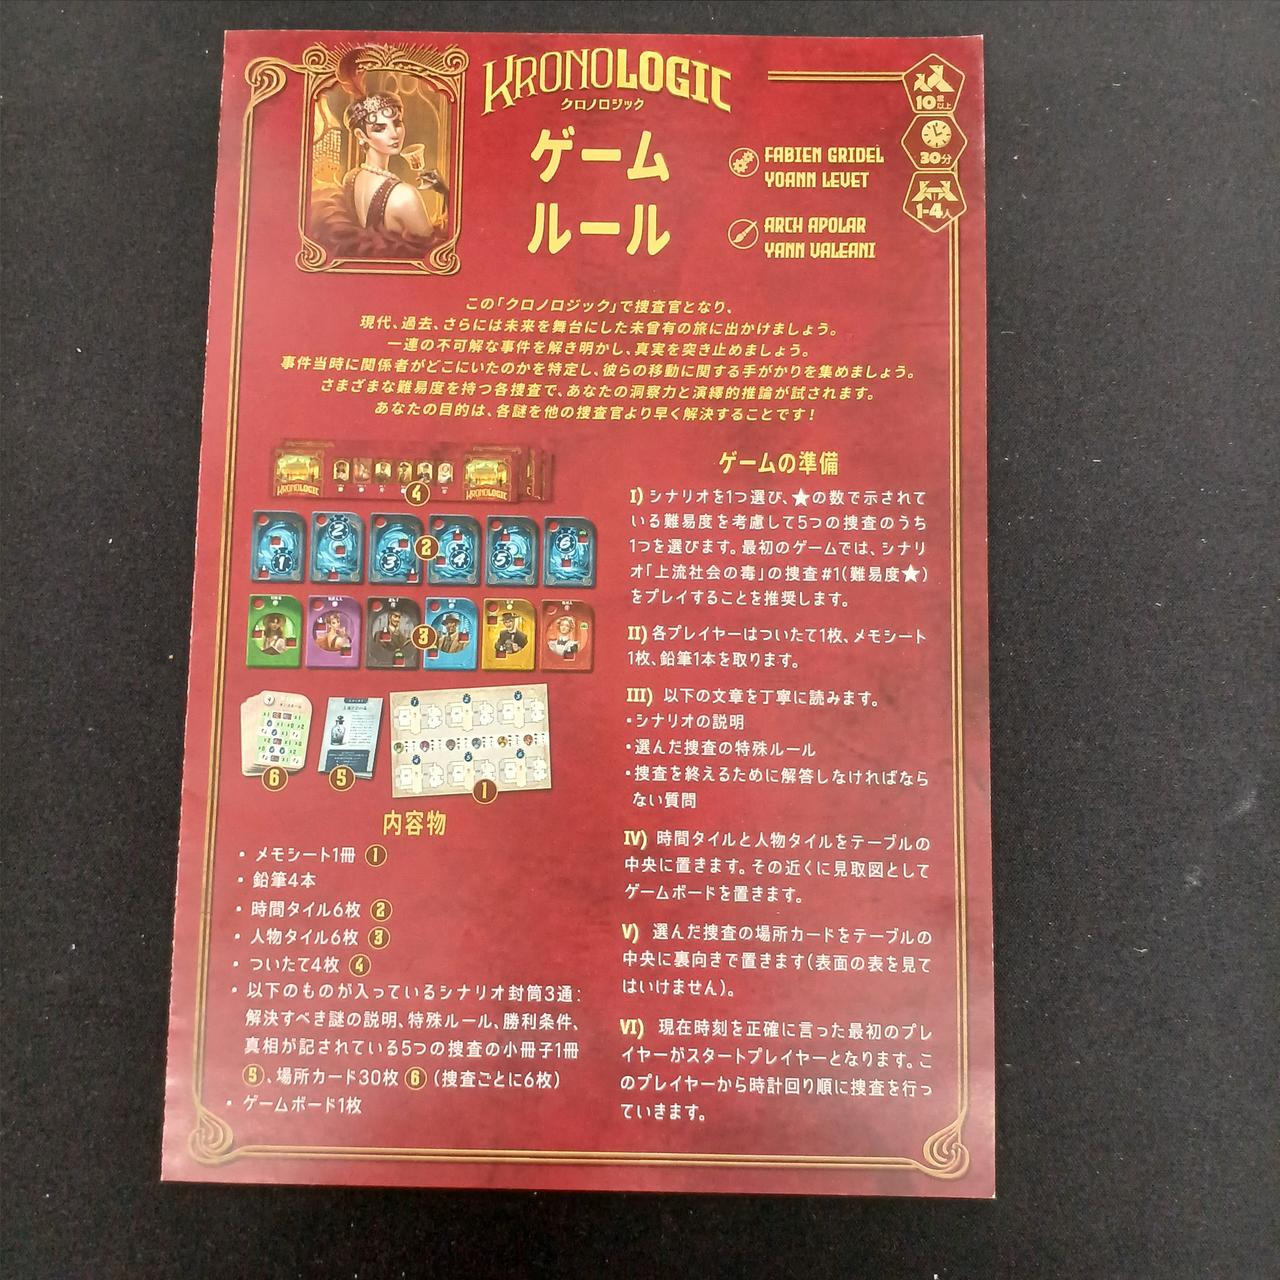 KRONOLOGIC
クロノロジック
ゲーム
ルール
FABIEN GRIDEL
YOANN LEVET
ARCH APOLAR
YANN VALEANI
10歳以上
30分
1-4人
この「クロノロジック」で捜査官となり、
現代、過去、さらには未来を舞台にした未曾有の旅に出かけましょう。
一連の不可解な事件を解き明かし、真実を突き止めましょう。
事件当時に関係者がどこにいたのかを特定し、彼らの移動に関する手がかりを集めましょう。
さまざまな難易度を持つ各捜査で、あなたの洞察力と演繹的推論が試されます。
あなたの目的は、各謎を他の捜査官より早く解決することです！
KRONOLOGIC
KRONOLOGIC
4
1
2
3
2
4
5
6
3
6
5
1
内容物
・メモシート1冊 1
・鉛筆4本
・時間タイル6枚 2
・人物タイル6枚 3
・ついたて4枚 4
・以下のものが入っているシナリオ封筒3通：
解決すべき謎の説明、特殊ルール、勝利条件、
真相が記されている5つの捜査の小冊子1冊
5、場所カード30枚 6（捜査ごとに6枚）
・ゲームボード1枚
ゲームの準備
I) シナリオを1つ選び、★の数で示されて
いる難易度を考慮して5つの捜査のうち
1つを選びます。最初のゲームでは、シナリ
オ「上流社会の毒」の捜査#1(難易度★)
をプレイすることを推奨します。
II) 各プレイヤーはついたて1枚、メモシート
1枚、鉛筆1本を取ります。
III) 以下の文章を丁寧に読みます。
・シナリオの説明
・選んだ捜査の特殊ルール
・捜査を終えるために解答しなければなら
ない質問
IV) 時間タイルと人物タイルをテーブルの
中央に置きます。その近くに見取図として
ゲームボードを置きます。
V) 選んだ捜査の場所カードをテーブルの
中央に裏向きで置きます（表面の表を見て
はいけません）。
VI) 現在時刻を正確に言った最初のプレ
イヤーがスタートプレイヤーとなります。こ
のプレイヤーから時計回り順に捜査を行っ
ていきます。